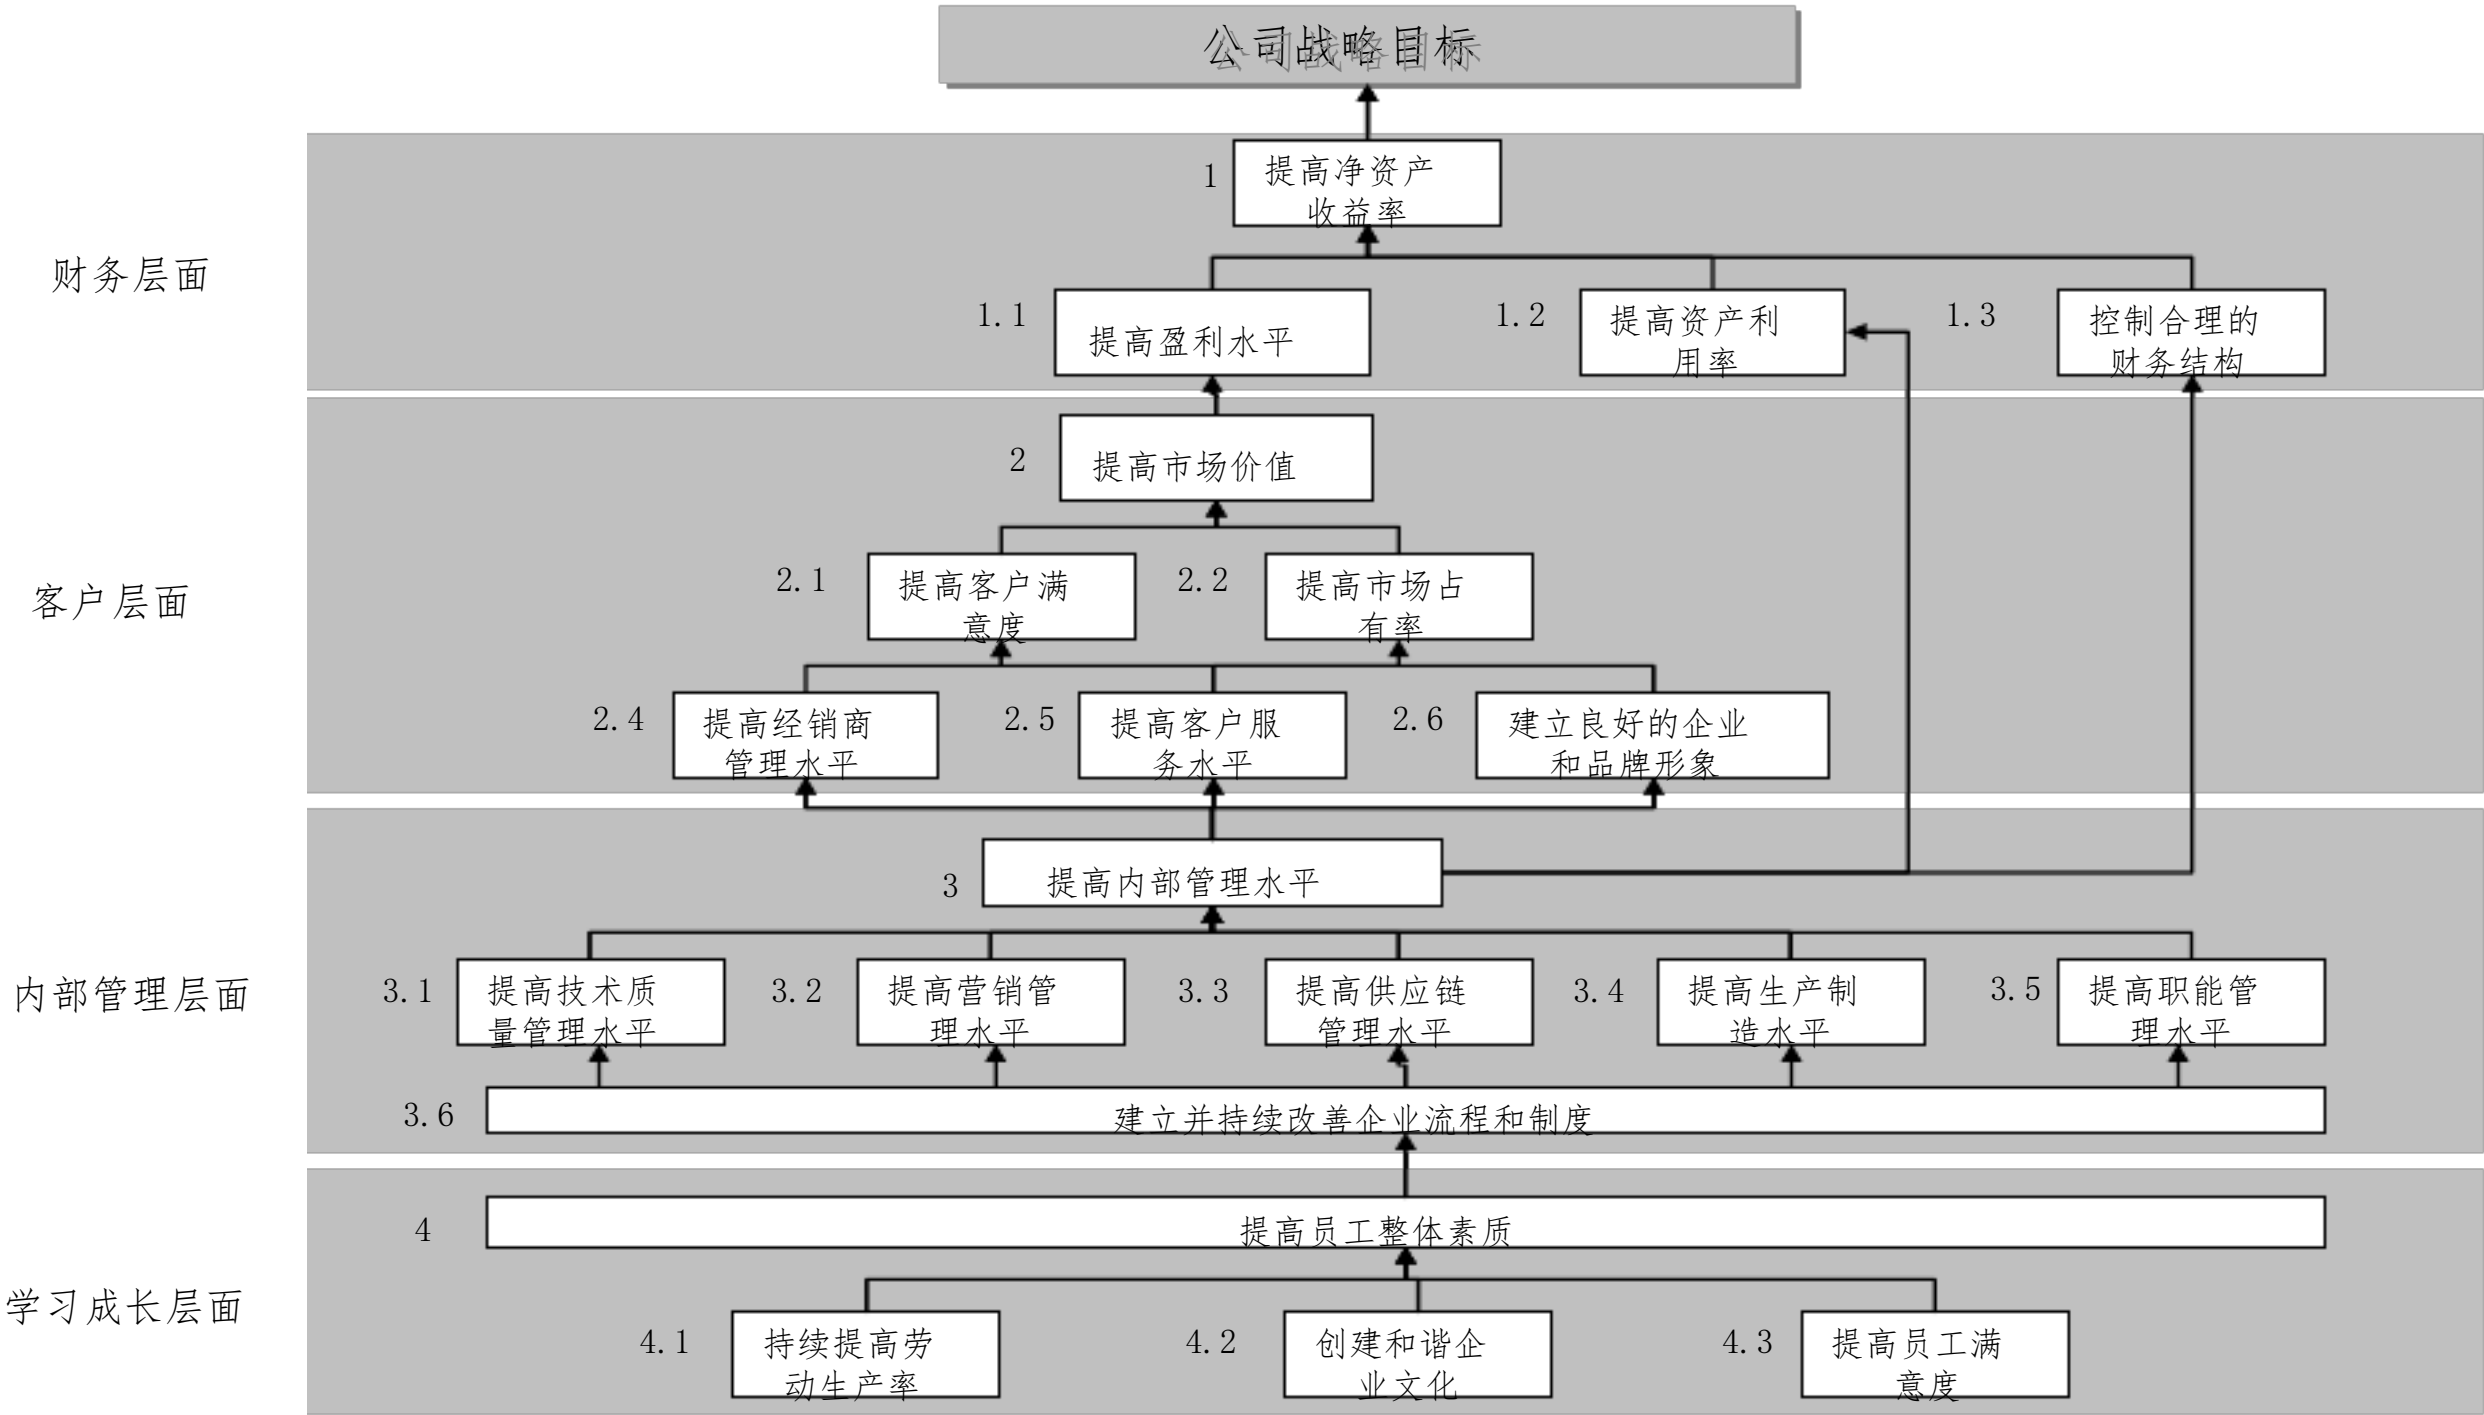 公司战略目标
财务层面
1
提高净资产
收益率
1.1
提高盈利水平
1.2
提高资产利
用率
1.3
控制合理的
财务结构
客户层面
2
提高市场价值
2.1
提高客户满
意度
2.2
提高市场占
有率
2.4
提高经销商
管理水平
2.5
提高客户服
务水平
2.6
建立良好的企业
和品牌形象
内部管理层面
3
提高内部管理水平
3.1
提高技术质
量管理水平
3.2
提高营销管
理水平
3.3
提高供应链
管理水平
3.4
提高生产制
造水平
3.5
提高职能管
理水平
3.6
建立并持续改善企业流程和制度
学习成长层面
4
提高员工整体素质
4.1
持续提高劳
动生产率
4.2
创建和谐企
业文化
4.3
提高员工满
意度